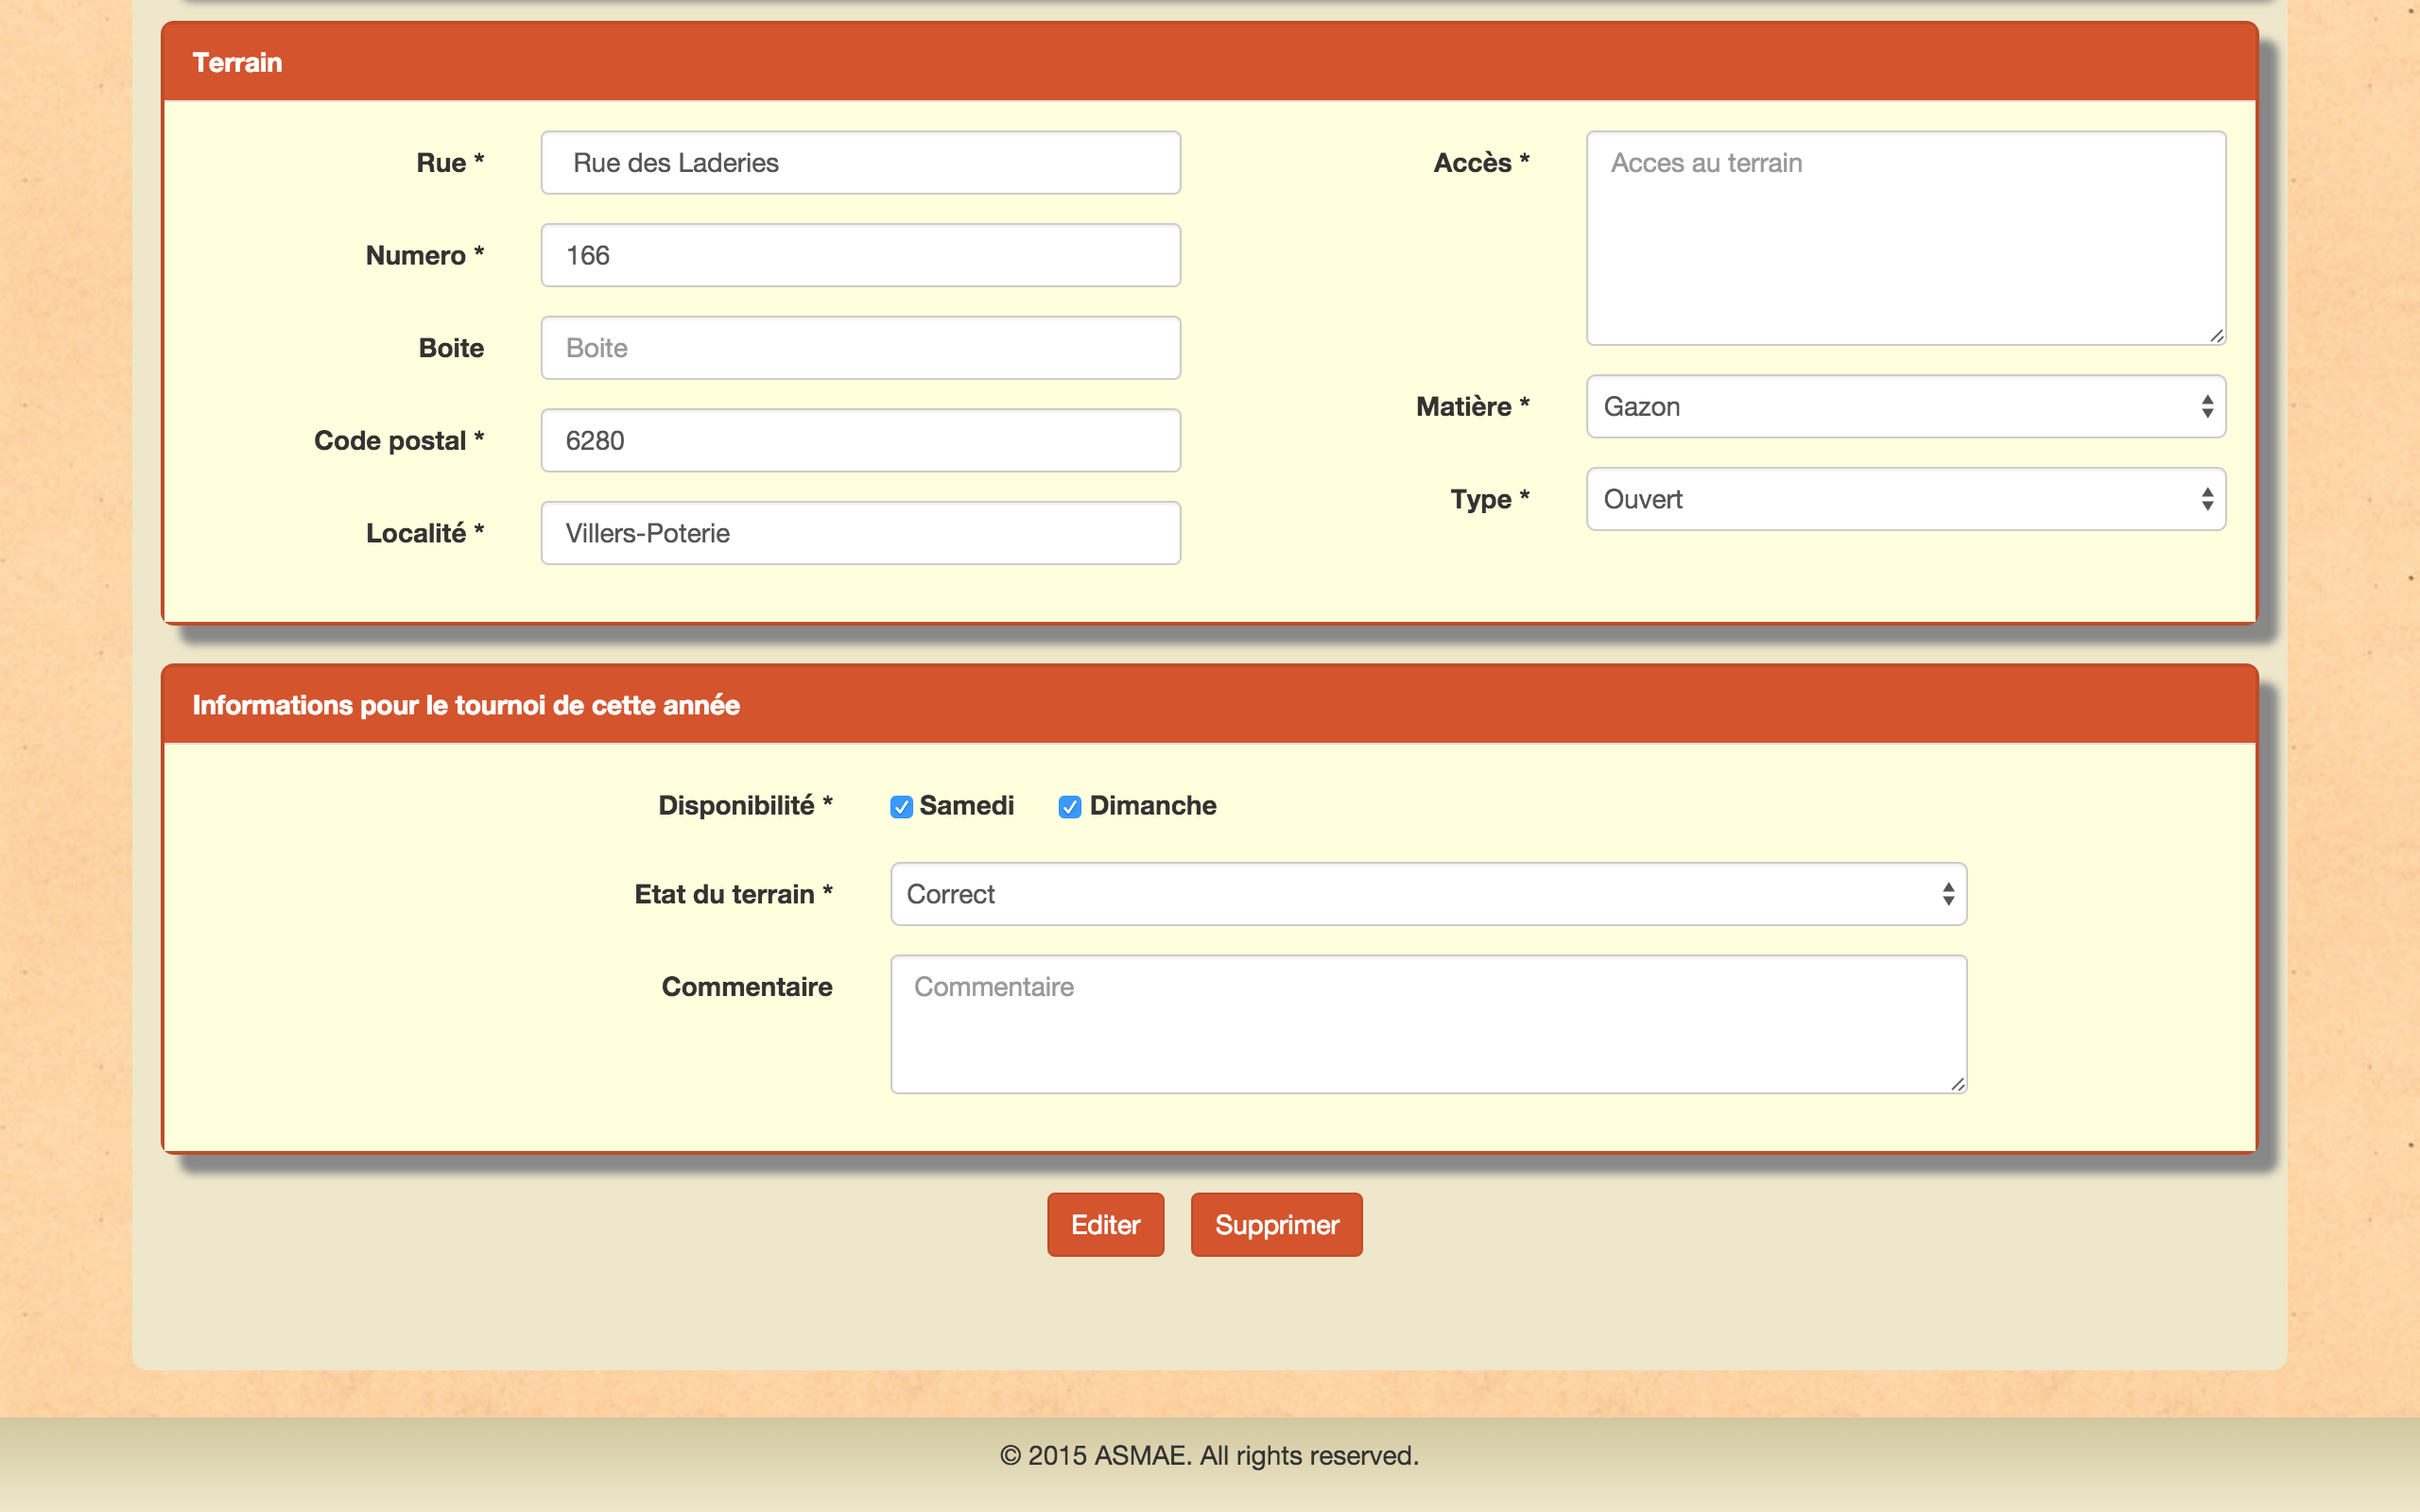 Terrain
Rue *
Rue des Laderies
Numero *
166
Boite
Boite
Code postal *
6280
Localité *
Villers-Poterie
Accès *
Acces au terrain
Matière *
Gazon
Type *
Ouvert
Informations pour le tournoi de cette année
Disponibilité *
Samedi Dimanche
Etat du terrain *
Correct
Commentaire
Commentaire
Editer Supprimer
© 2015 ASMAE. All rights reserved.